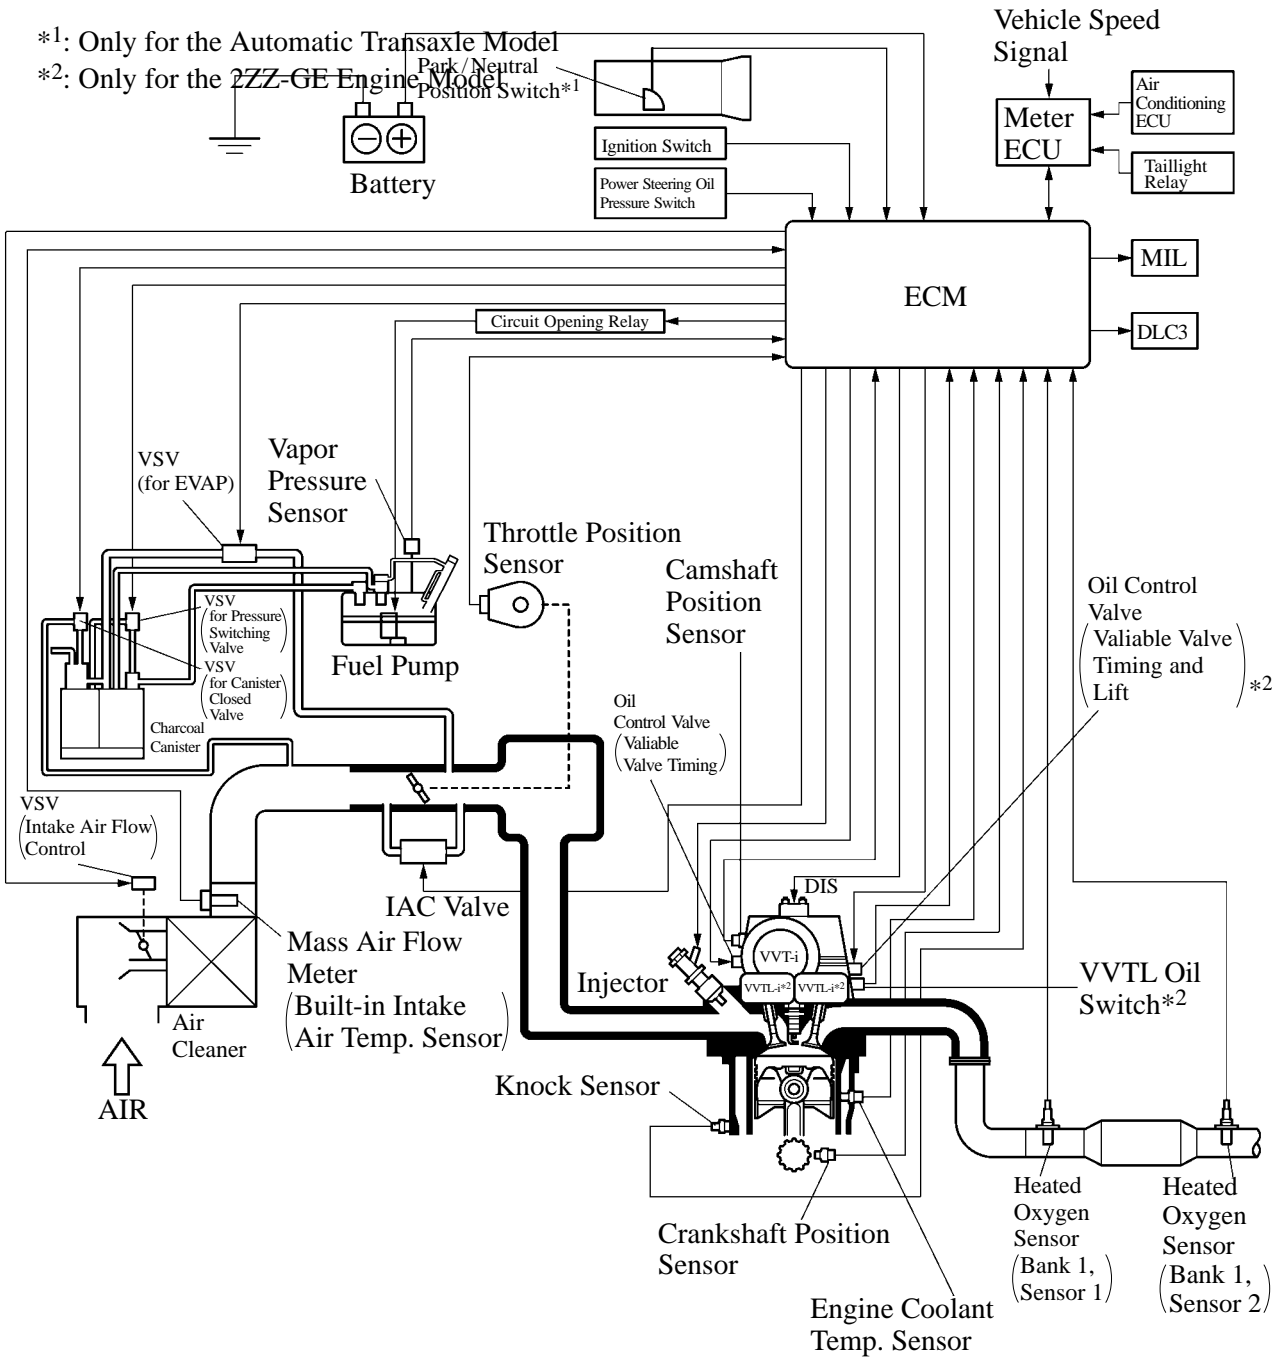 *1: Only for the Automatic Transaxle Model
*2: Only for the 2ZZ-GE Engine Model
Park/Neutral
Position Switch*1
Vehicle Speed
Signal
Air
Conditioning
ECU
Meter
ECU
Taillight
Relay
Ignition Switch
Power Steering Oil
Pressure Switch
Battery
ECM
MIL
DLC3
Circuit Opening Relay
VSV
(for EVAP)
Vapor
Pressure
Sensor
Throttle Position
Sensor
Camshaft
Position
Sensor
Oil Control
Valve
(Valiable Valve
Timing and
Lift) *2
VSV
(for Pressure
Switching
Valve)
VSV
(for Canister
Closed
Valve)
Fuel Pump
Charcoal
Canister
Oil
Control Valve
(Valiable
Valve Timing)
VSV
(Intake Air Flow
Control)
IAC Valve
DIS
VVT-i
VVTL-i*2
VVTL-i*2
Mass Air Flow
Meter
(Built-in Intake
Air Temp. Sensor)
Injector
VVTL Oil
Switch*2
Air
Cleaner
AIR
Knock Sensor
Crankshaft Position
Sensor
Engine Coolant
Temp. Sensor
Heated
Oxygen
Sensor
(Bank 1,
Sensor 1)
Heated
Oxygen
Sensor
(Bank 1,
Sensor 2)